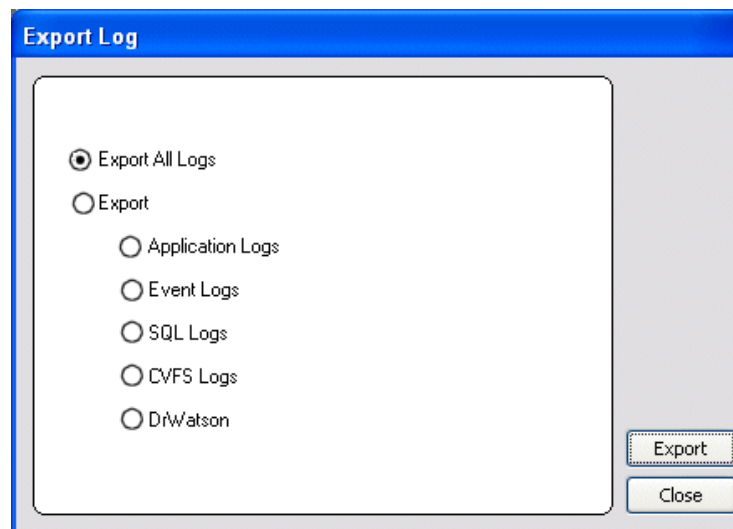 Export Log
Export All Logs
Export
Application Logs
Event Logs
SQL Logs
CVFS Logs
DrWatson
Export
Close